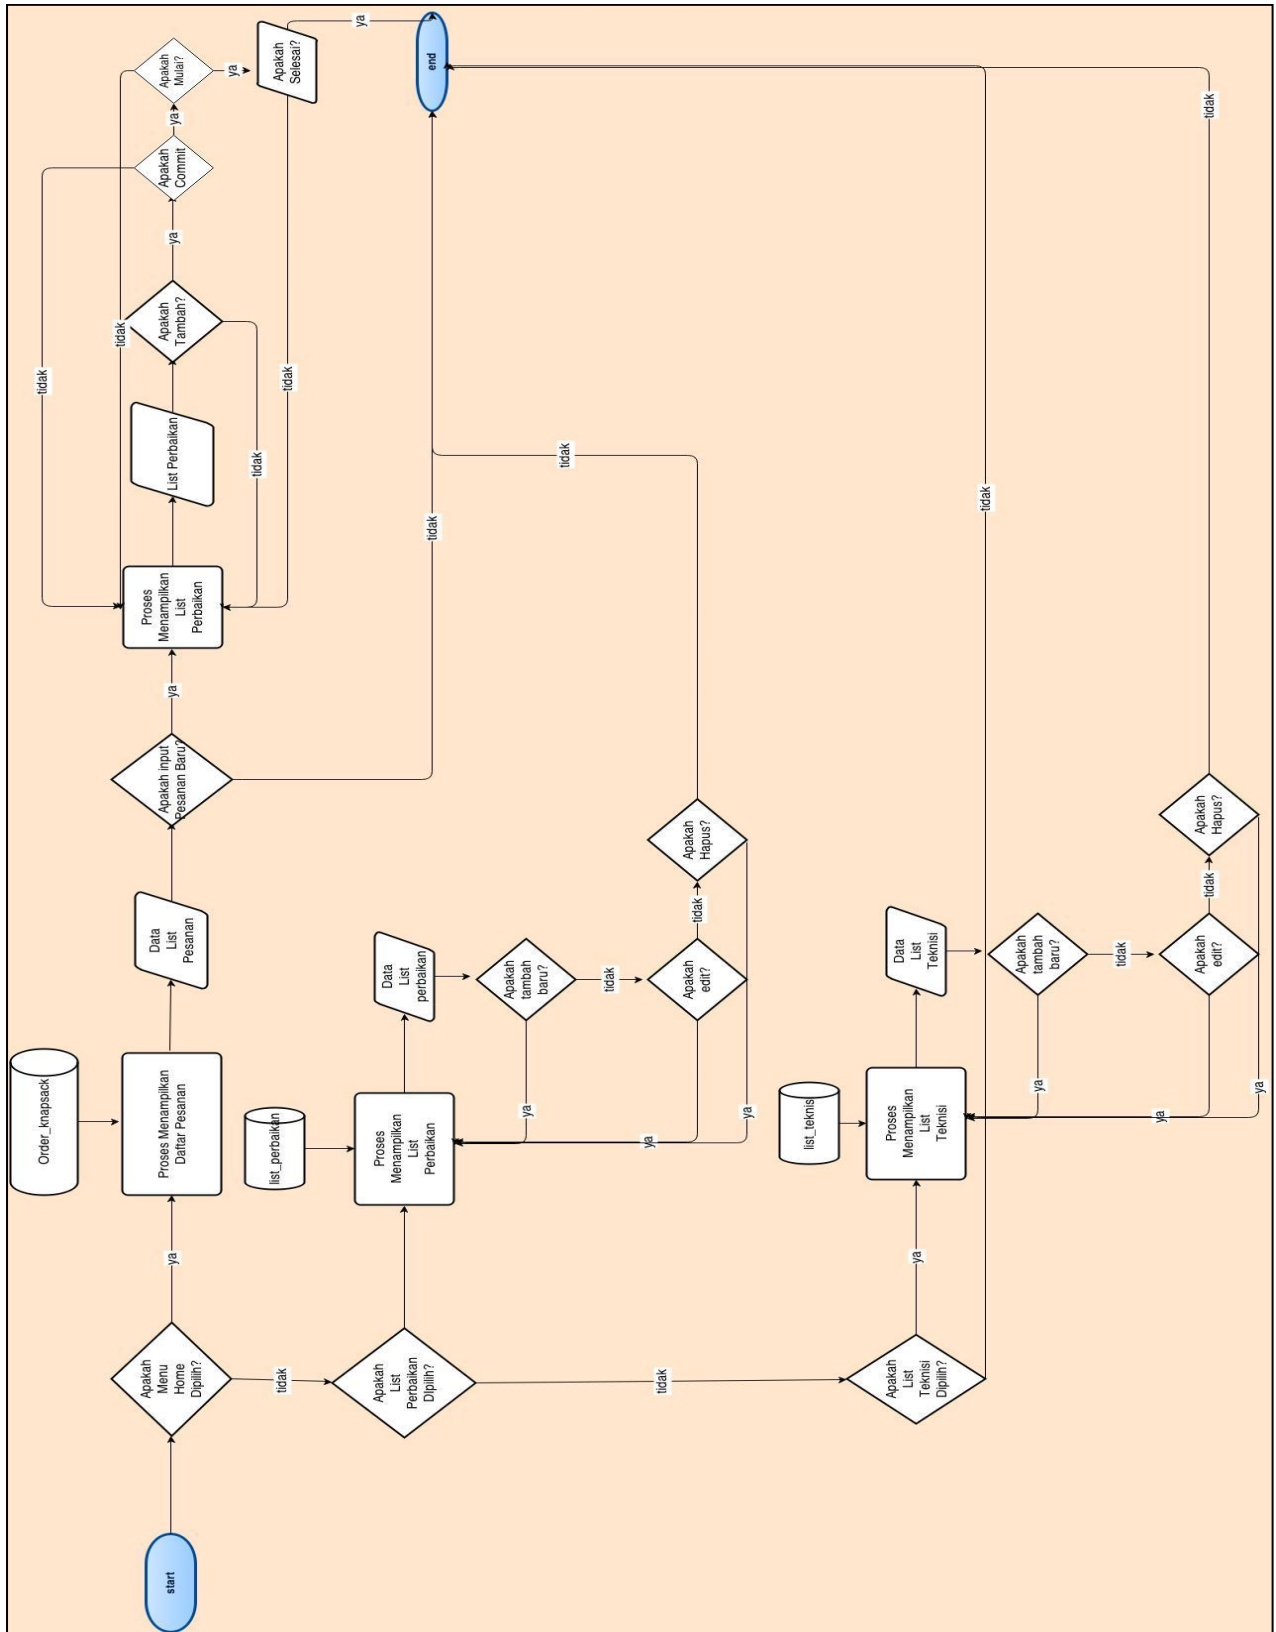 start
Apakah
Menu
Home
Dipilih?
ya
Order_knapsack
Proses Menampilkan
Daftar Pesanan
Data
List
Pesanan
Apakah input
Pesanan Baru?
ya
Proses
Menampilkan
List
Perbaikan
List Perbaikan
Apakah
Tambah?
ya
Apakah
Commit
ya
Apakah
Mulai?
ya
Apakah
Selesai?
ya
end
tidak
tidak
tidak
tidak
tidak
tidak
Apakah
List
Perbaikan
DIpilih?
list_perbaikan
Proses
Menampilkan
List
Perbaikan
Data
List
perbaikan
Apakah
tambah
baru?
ya
tidak
Apakah
edit?
ya
tidak
Apakah
Hapus?
ya
tidak
tidak
Apakah
List
Teknisi
Dipilih?
ya
tidak
list_teknisi
Proses
Menampilkan
List
Teknisi
Data
List
Teknisi
Apakah
tambah
baru?
ya
tidak
Apakah
edit?
ya
tidak
Apakah
Hapus?
ya
tidak